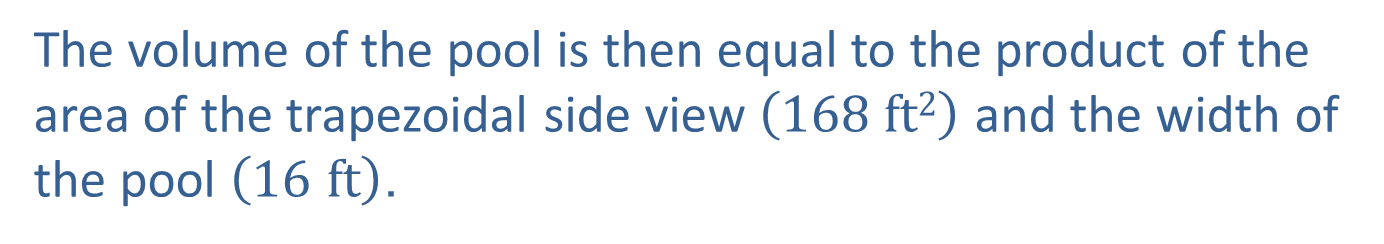 The volume of the pool is then equal to the product of the
area of the trapezoidal side view (168 ft²) and the width of
the pool (16 ft).